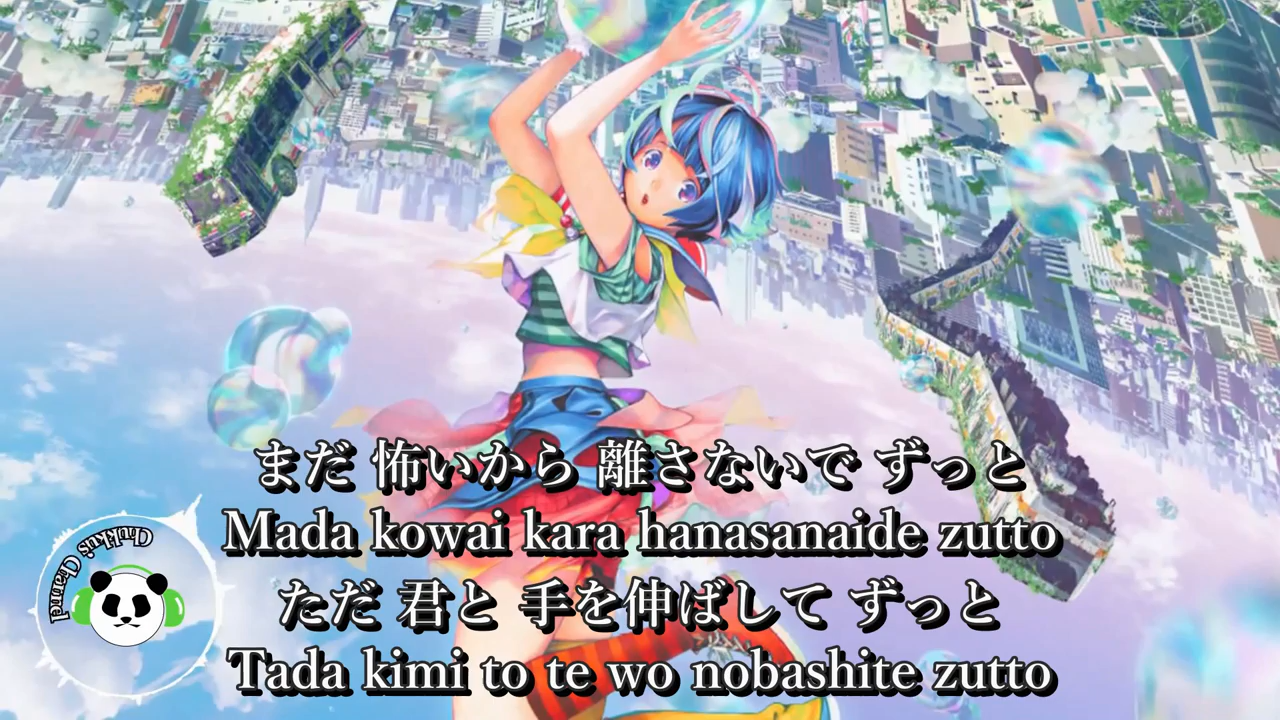 まだ 怖いから 離さないで ずっと
Mada kowai kara hanasanaide zutto
ただ 君と 手を伸ばして ずっと
Tada kimi to te wo nobashite zutto
Chukku's Channel